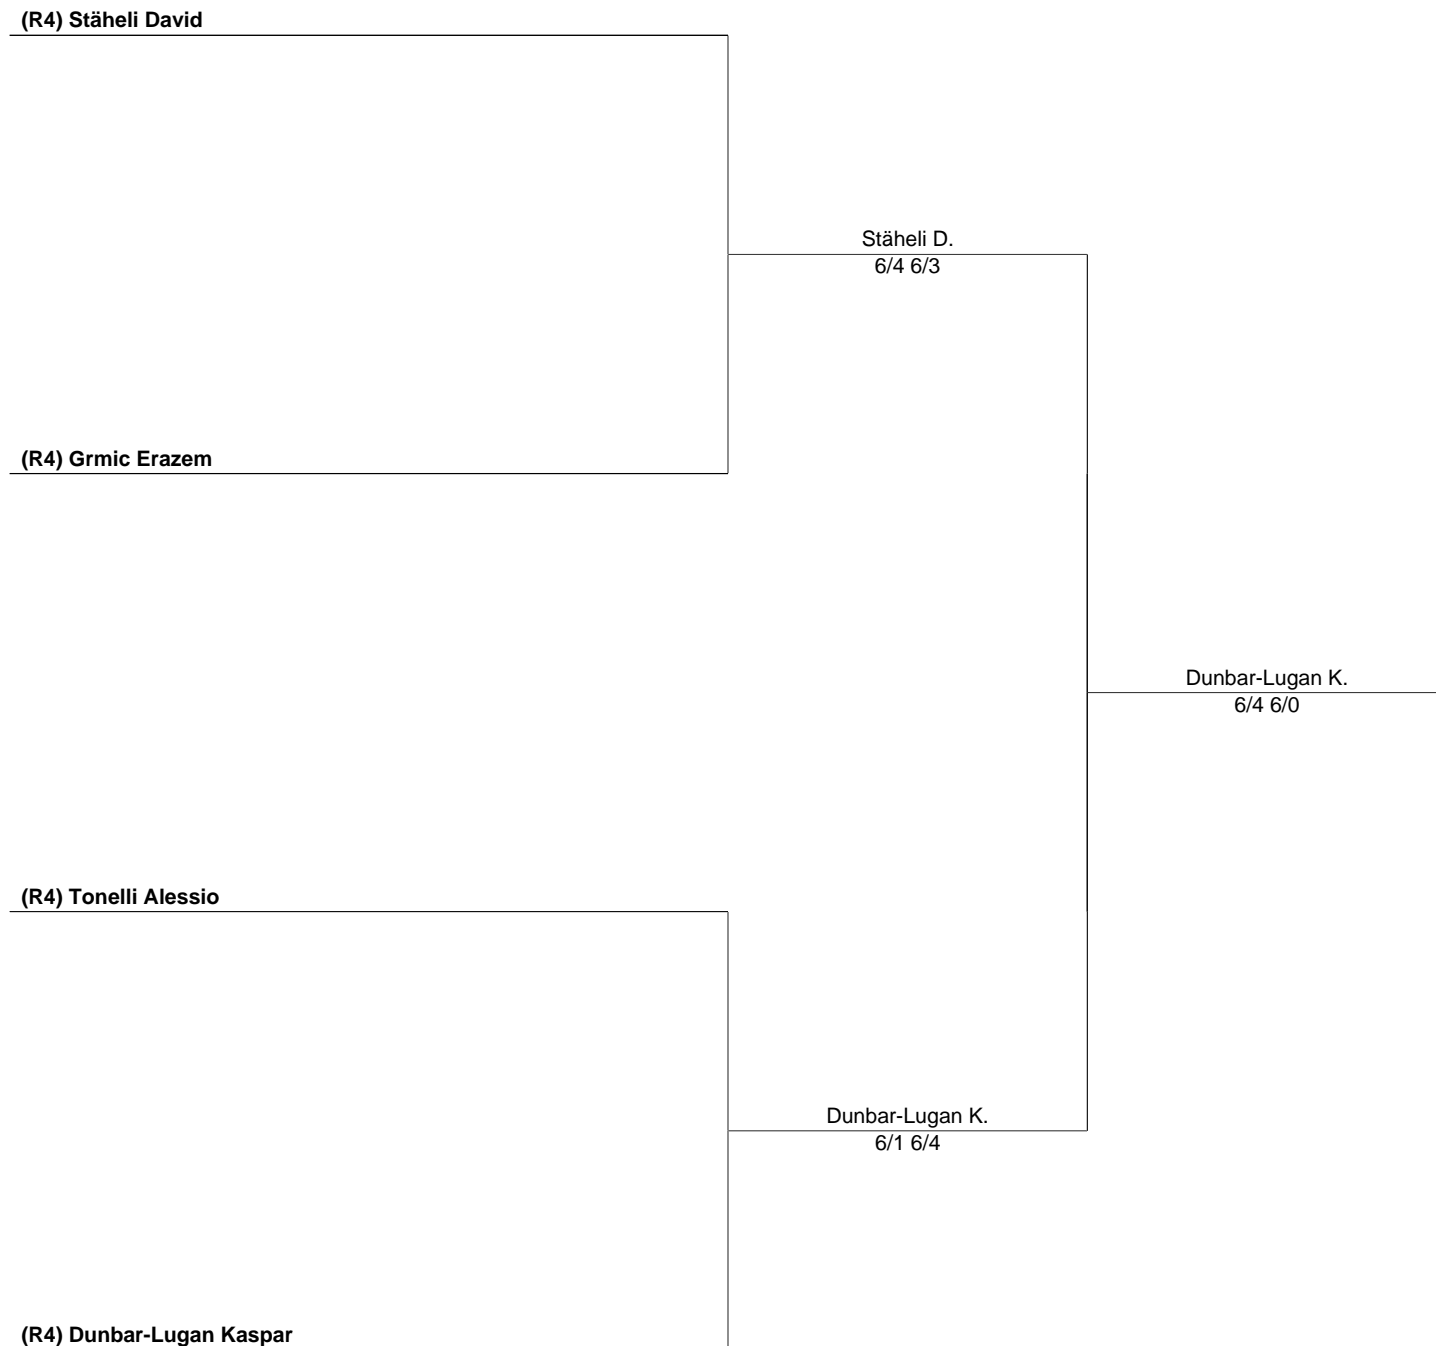 (R4) Stäheli David
Stäheli D.
6/4 6/3
(R4) Grmic Erazem
Dunbar-Lugan K.
6/4 6/0
(R4) Tonelli Alessio
Dunbar-Lugan K.
6/1 6/4
(R4) Dunbar-Lugan Kaspar